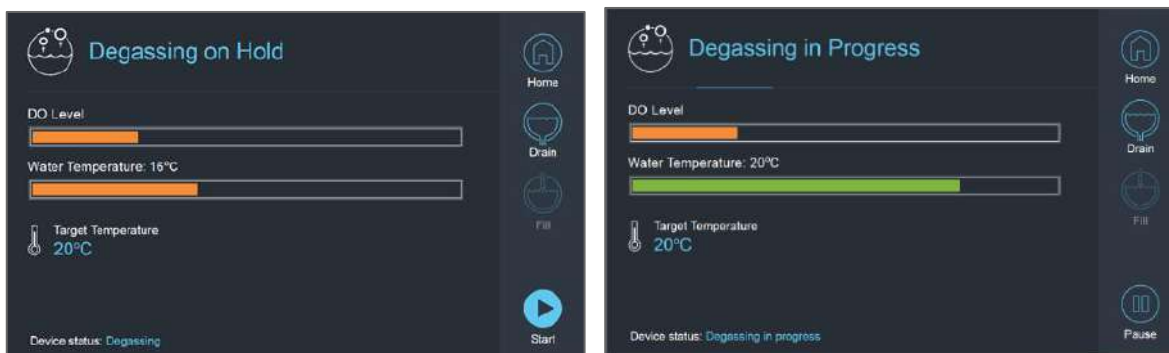 Degassing on Hold
Home
DO Level
Drain
Water Temperature: 16°C
Fill
Target Temperature
20°C
Start
Device status: Degassing
Degassing in Progress
Home
DO Level
Drain
Water Temperature: 20°C
Fill
Target Temperature
20°C
Pause
Device status: Degassing in progress